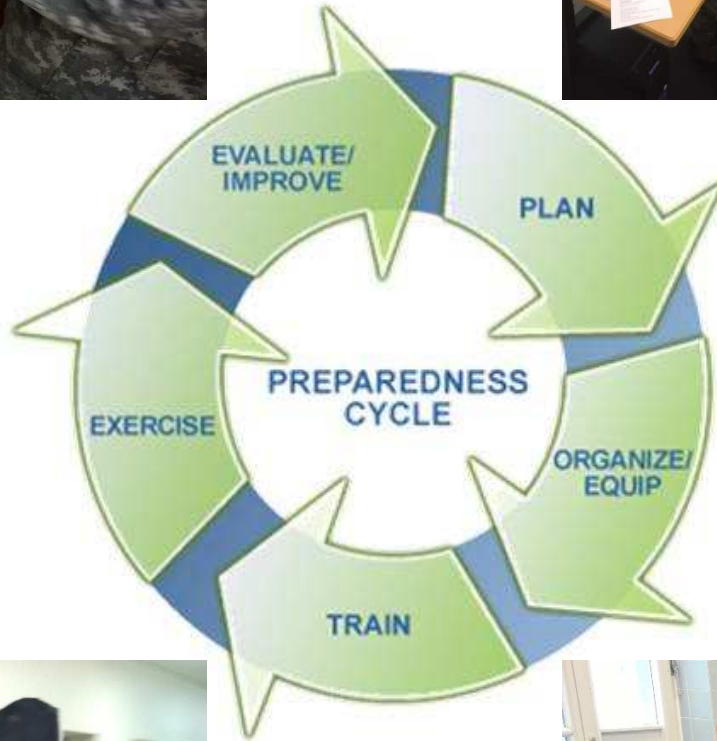 EVALUATE/
IMPROVE
PLAN
PREPAREDNESS
CYCLE
EXERCISE
ORGANIZE/
EQUIP
TRAIN